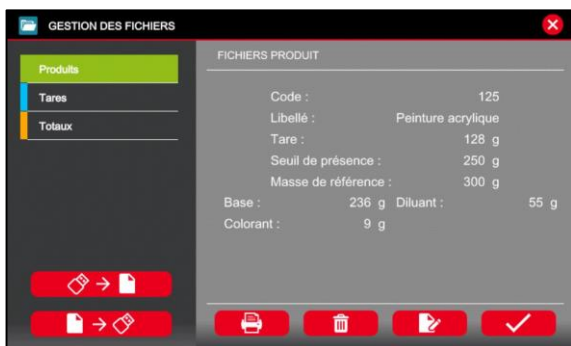 GESTION DES FICHIERS
Produits
Tares
Totaux
FICHIERS PRODUIT
Code : 125
Libellé : Peinture acrylique
Tare : 128 g
Seuil de présence : 250 g
Masse de référence : 300 g
Base : 236 g Diluant : 55 g
Colorant : 9 g